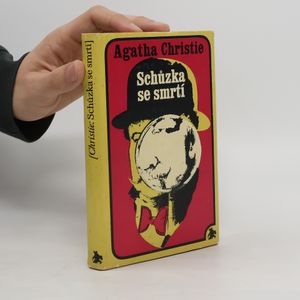 Agatha Christie
Schůzka
se smrtí
[Christie: Schůzka se smrtí]